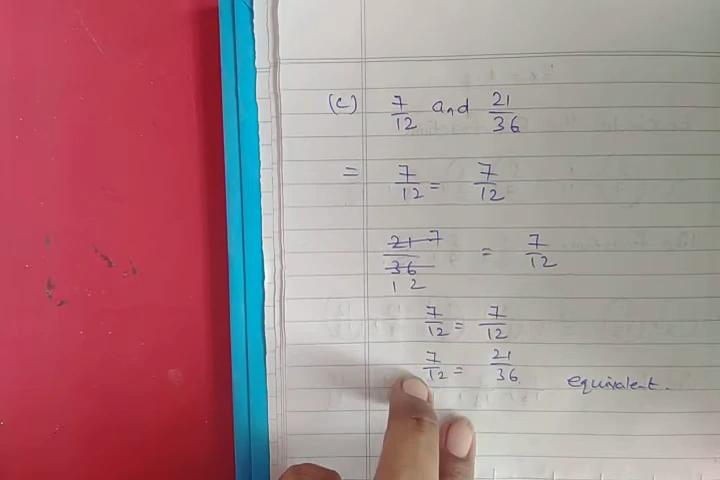 (c) 7/12 and 21/36
= 7/12 = 7/12
21 7/36 12 = 7/12
7/12 = 7/12
7/12 = 21/36. equivalent.